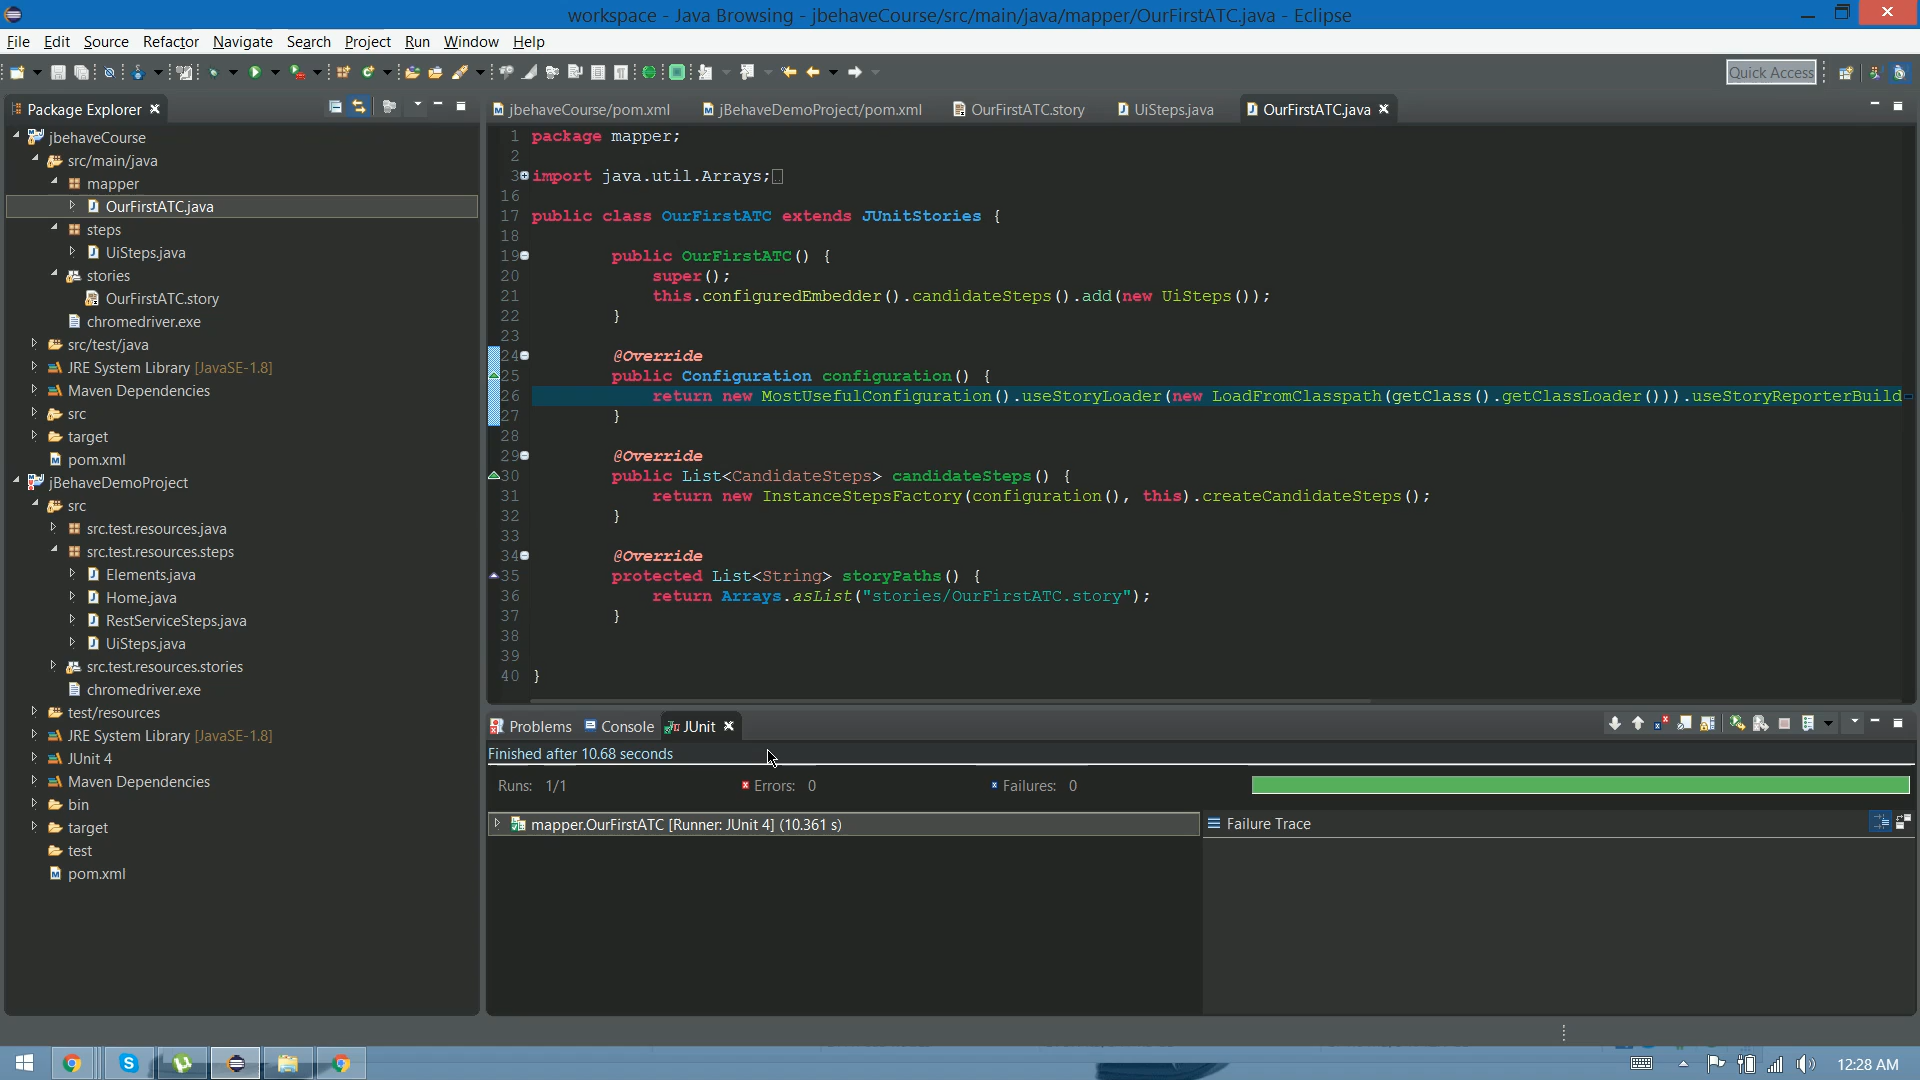 workspace - Java Browsing - jbehaveCourse/src/main/java/mapper/OurFirstATC.java - Eclipse
File Edit Source Refactor Navigate Search Project Run Window Help
Quick Access
Package Explorer
jbehaveCourse
src/main/java
mapper
OurFirstATC.java
steps
UiSteps.java
stories
OurFirstATC.story
chromedriver.exe
src/test/java
JRE System Library [JavaSE-1.8]
Maven Dependencies
src
target
pom.xml
jBehaveDemoProject
src
src.test.resources.java
src.test.resources.steps
Elements.java
Home.java
RestServiceSteps.java
UiSteps.java
src.test.resources.stories
chromedriver.exe
test/resources
JRE System Library [JavaSE-1.8]
JUnit 4
Maven Dependencies
bin
target
test
pom.xml
jbehaveCourse/pom.xml jBehaveDemoProject/pom.xml OurFirstATC.story UiSteps.java OurFirstATC.java
1 package mapper;
2
3 import java.util.Arrays;
16
17 public class OurFirstATC extends JUnitStories {
18
19 public OurFirstATC() {
20 super();
21 this.configuredEmbedder().candidateSteps().add(new UiSteps());
22 }
23
24 @Override
25 public Configuration configuration() {
26 return new MostUsefulConfiguration().useStoryLoader(new LoadFromClasspath(getClass().getClassLoader())).useStoryReporterBuild
27 }
28
29 @Override
30 public List<CandidateSteps> candidateSteps() {
31 return new InstanceStepsFactory(configuration(), this).createCandidateSteps();
32 }
33
34 @Override
35 protected List<String> storyPaths() {
36 return Arrays.asList("stories/OurFirstATC.story");
37 }
38
39
40 }
Problems Console JUnit
Finished after 10.68 seconds
Runs: 1/1 Errors: 0 Failures: 0
mapper.OurFirstATC [Runner: JUnit 4] (10.361 s)
Failure Trace
12:28 AM